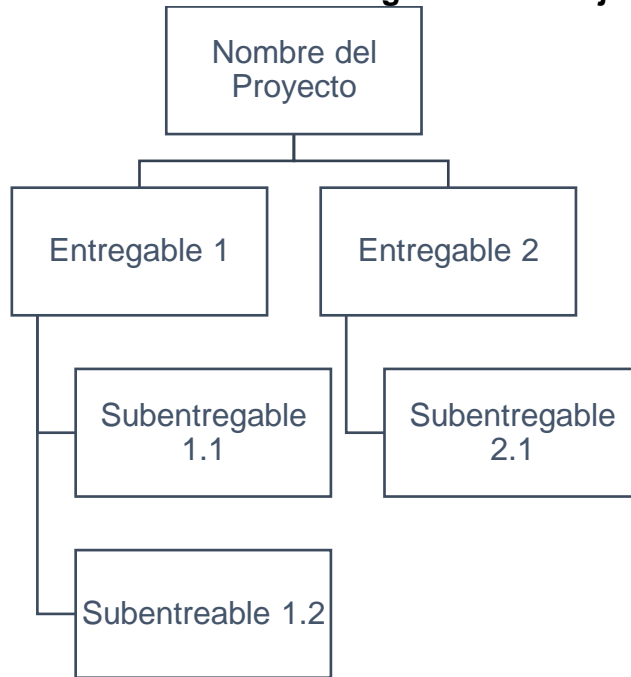 Nombre del
Proyecto
Entregable 1
Entregable 2
Subentregable
1.1
Subentregable
2.1
Subentreable 1.2